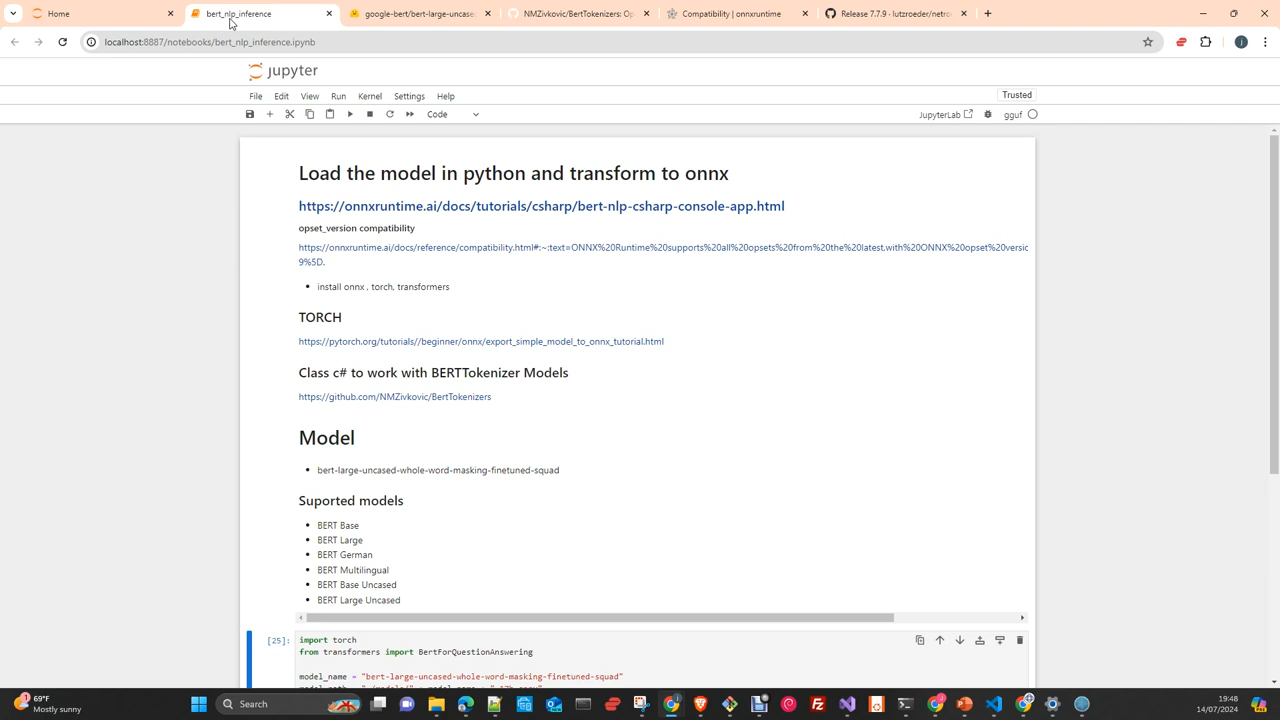 Home
bert_nlp_inference
google-bert/bert-large-uncase
NMZivkovic/BertTokenizers: Op
Compatibility | onnxruntime
Release 7.7.9 · lutzroeder/netro
localhost:8887/notebooks/bert_nlp_inference.ipynb
jupyter
File Edit View Run Kernel Settings Help
Trusted
Code
JupyterLab
gguf
Load the model in python and transform to onnx
https://onnxruntime.ai/docs/tutorials/csharp/bert-nlp-csharp-console-app.html
opset_version compatibility
https://onnxruntime.ai/docs/reference/compatibility.html#:~:text=ONNX%20Runtime%20supports%20all%20opsets%20from%20the%20latest,with%20ONNX%20opset%20versic
9%5D.
• install onnx , torch, transformers
TORCH
https://pytorch.org/tutorials//beginner/onnx/export_simple_model_to_onnx_tutorial.html
Class c# to work with BERTTokenizer Models
https://github.com/NMZivkovic/BertTokenizers
Model
• bert-large-uncased-whole-word-masking-finetuned-squad
Suported models
• BERT Base
• BERT Large
• BERT German
• BERT Multilingual
• BERT Base Uncased
• BERT Large Uncased
[25]:
import torch
from transformers import BertForQuestionAnswering
model_name = "bert-large-uncased-whole-word-masking-finetuned-squad"
69°F
Mostly sunny
Search
19:48
14/07/2024